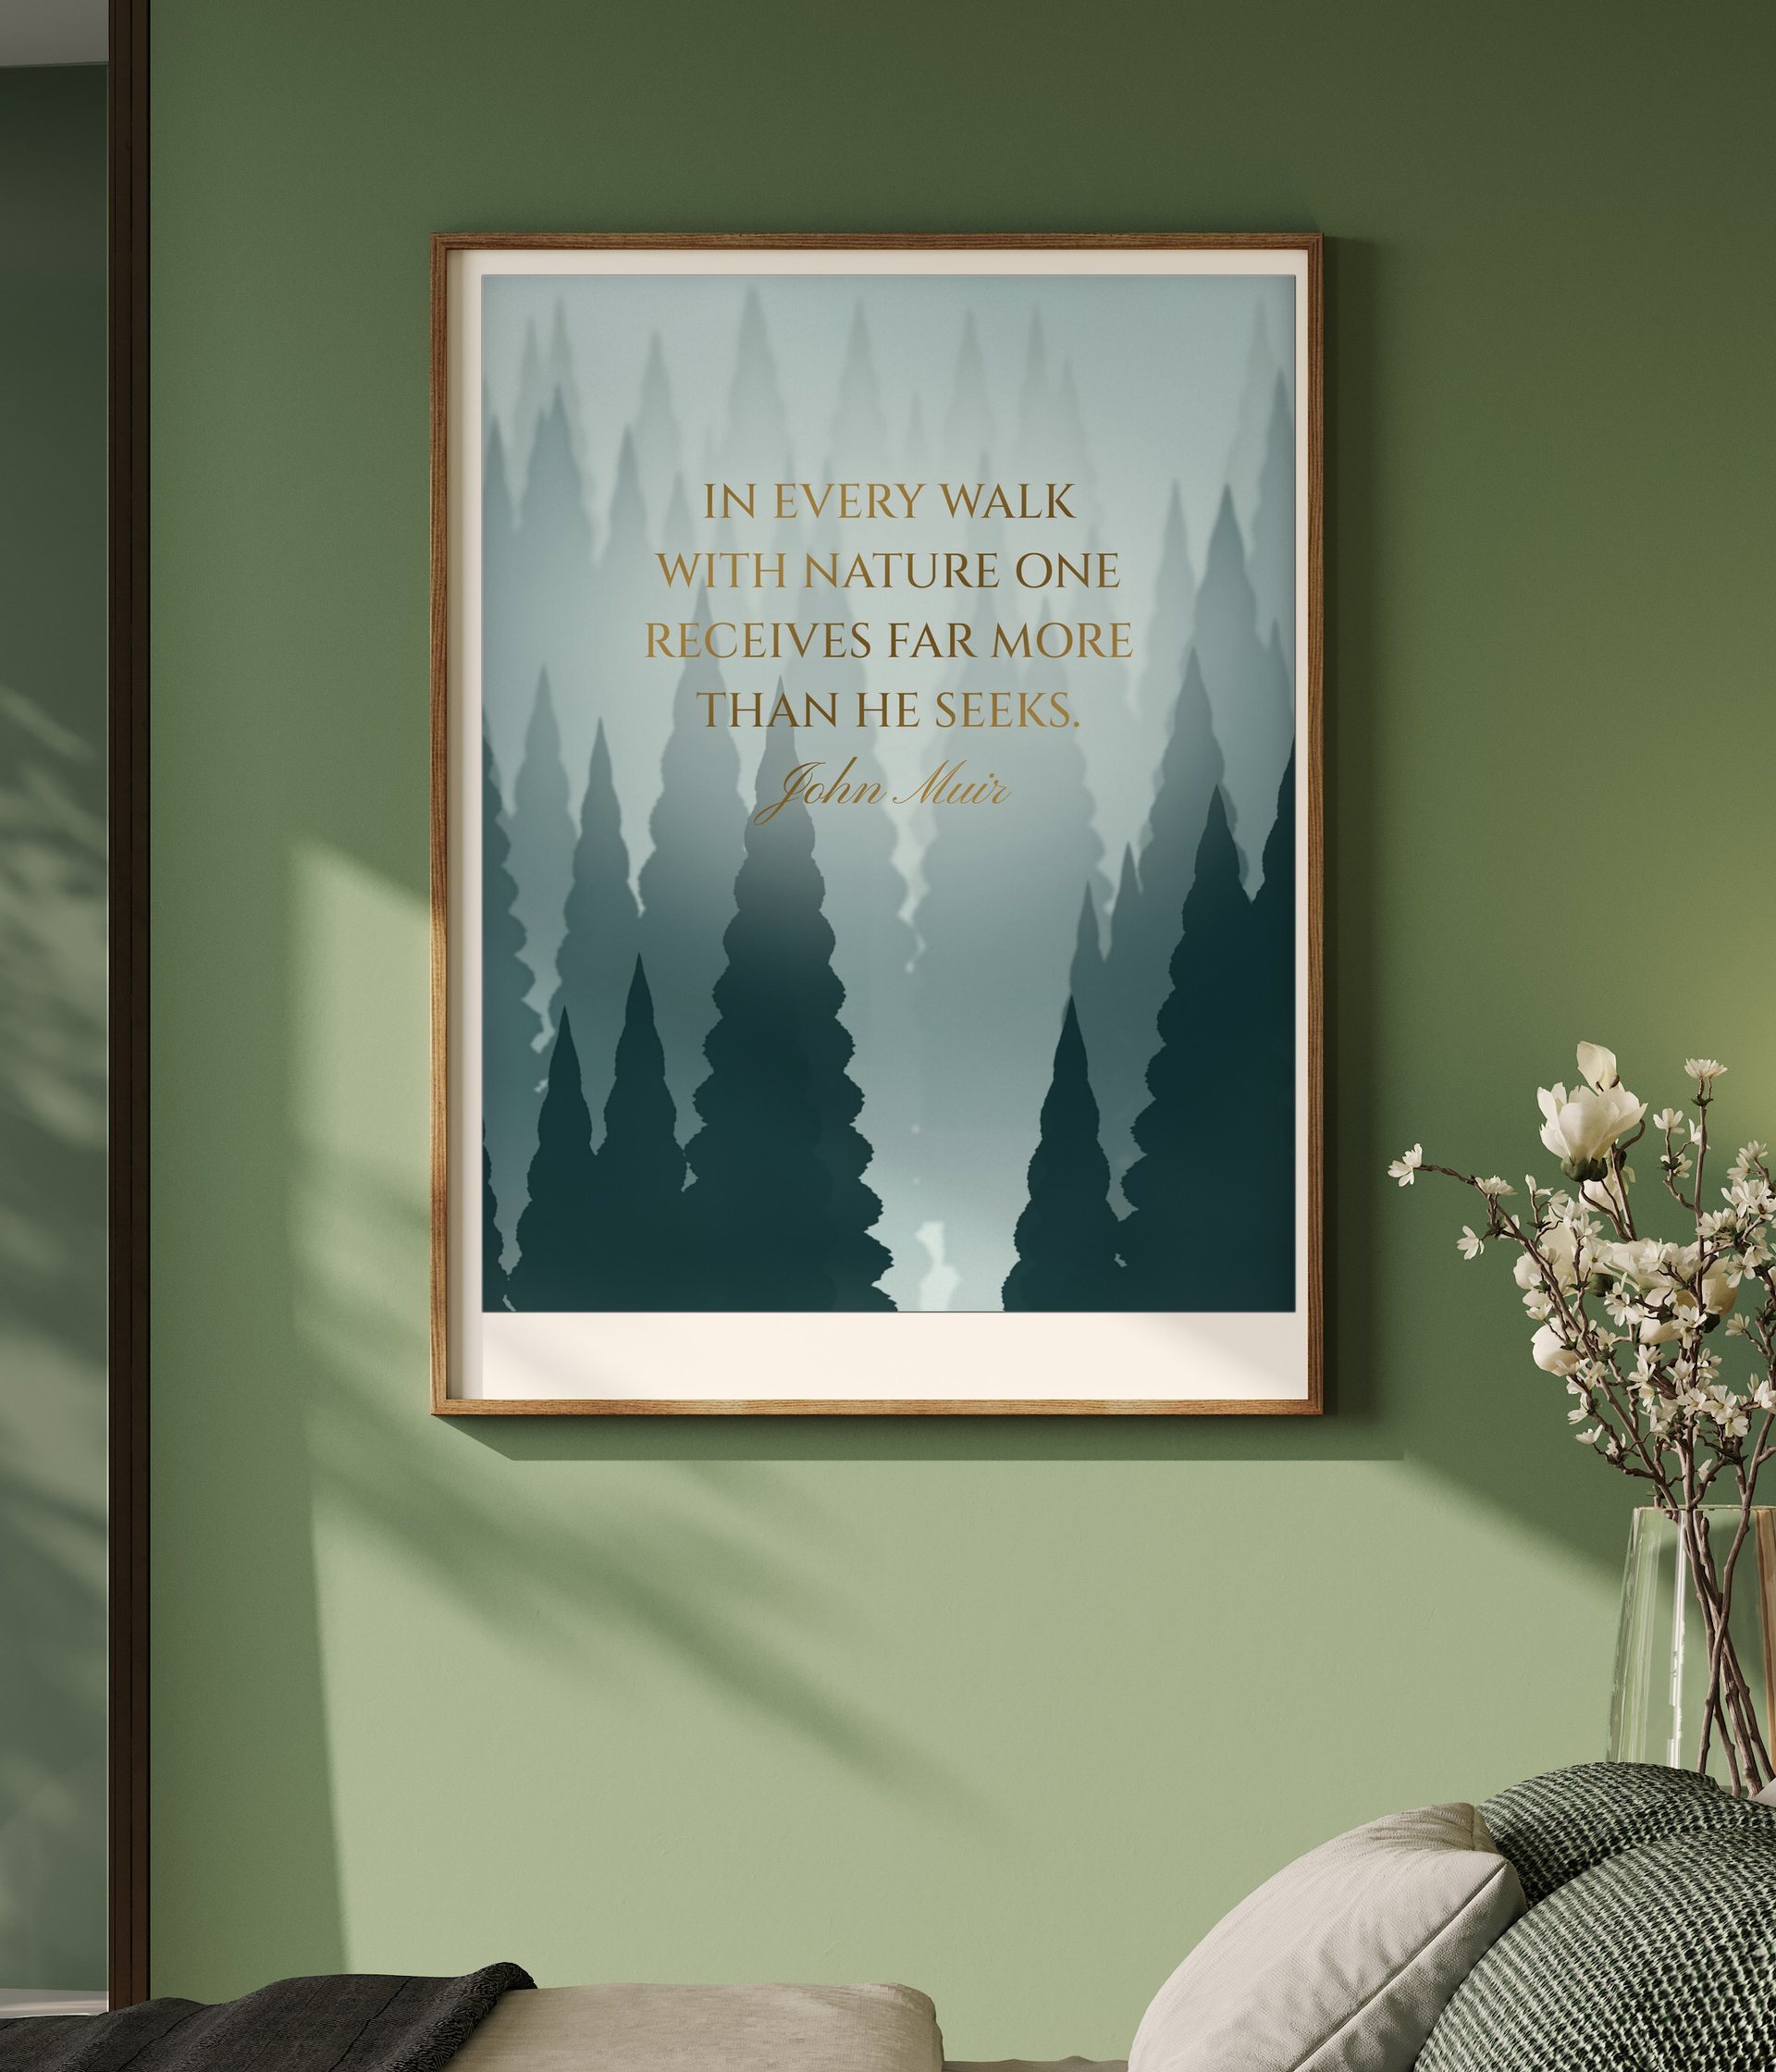 IN EVERY WALK
WITH NATURE ONE
RECEIVES FAR MORE
THAN HE SEEKS.
John Muir